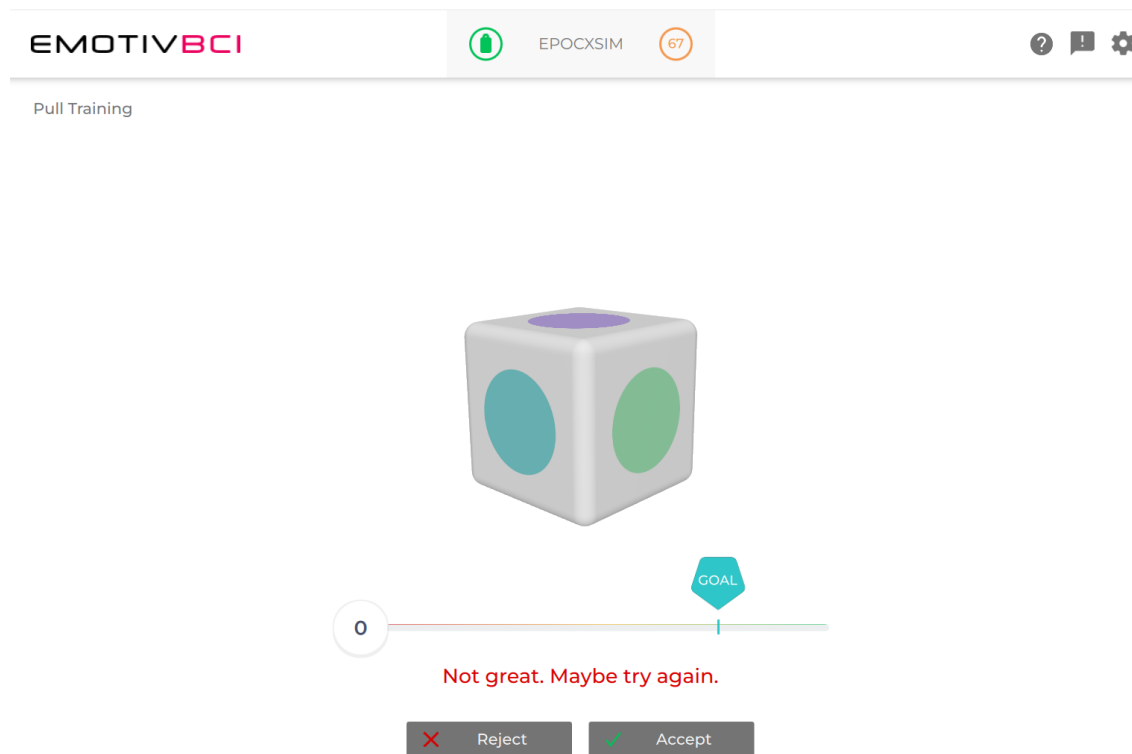 EMOTIVBCI
EPOCXSIM
67
Pull Training
GOAL
0
Not great. Maybe try again.
Reject
Accept